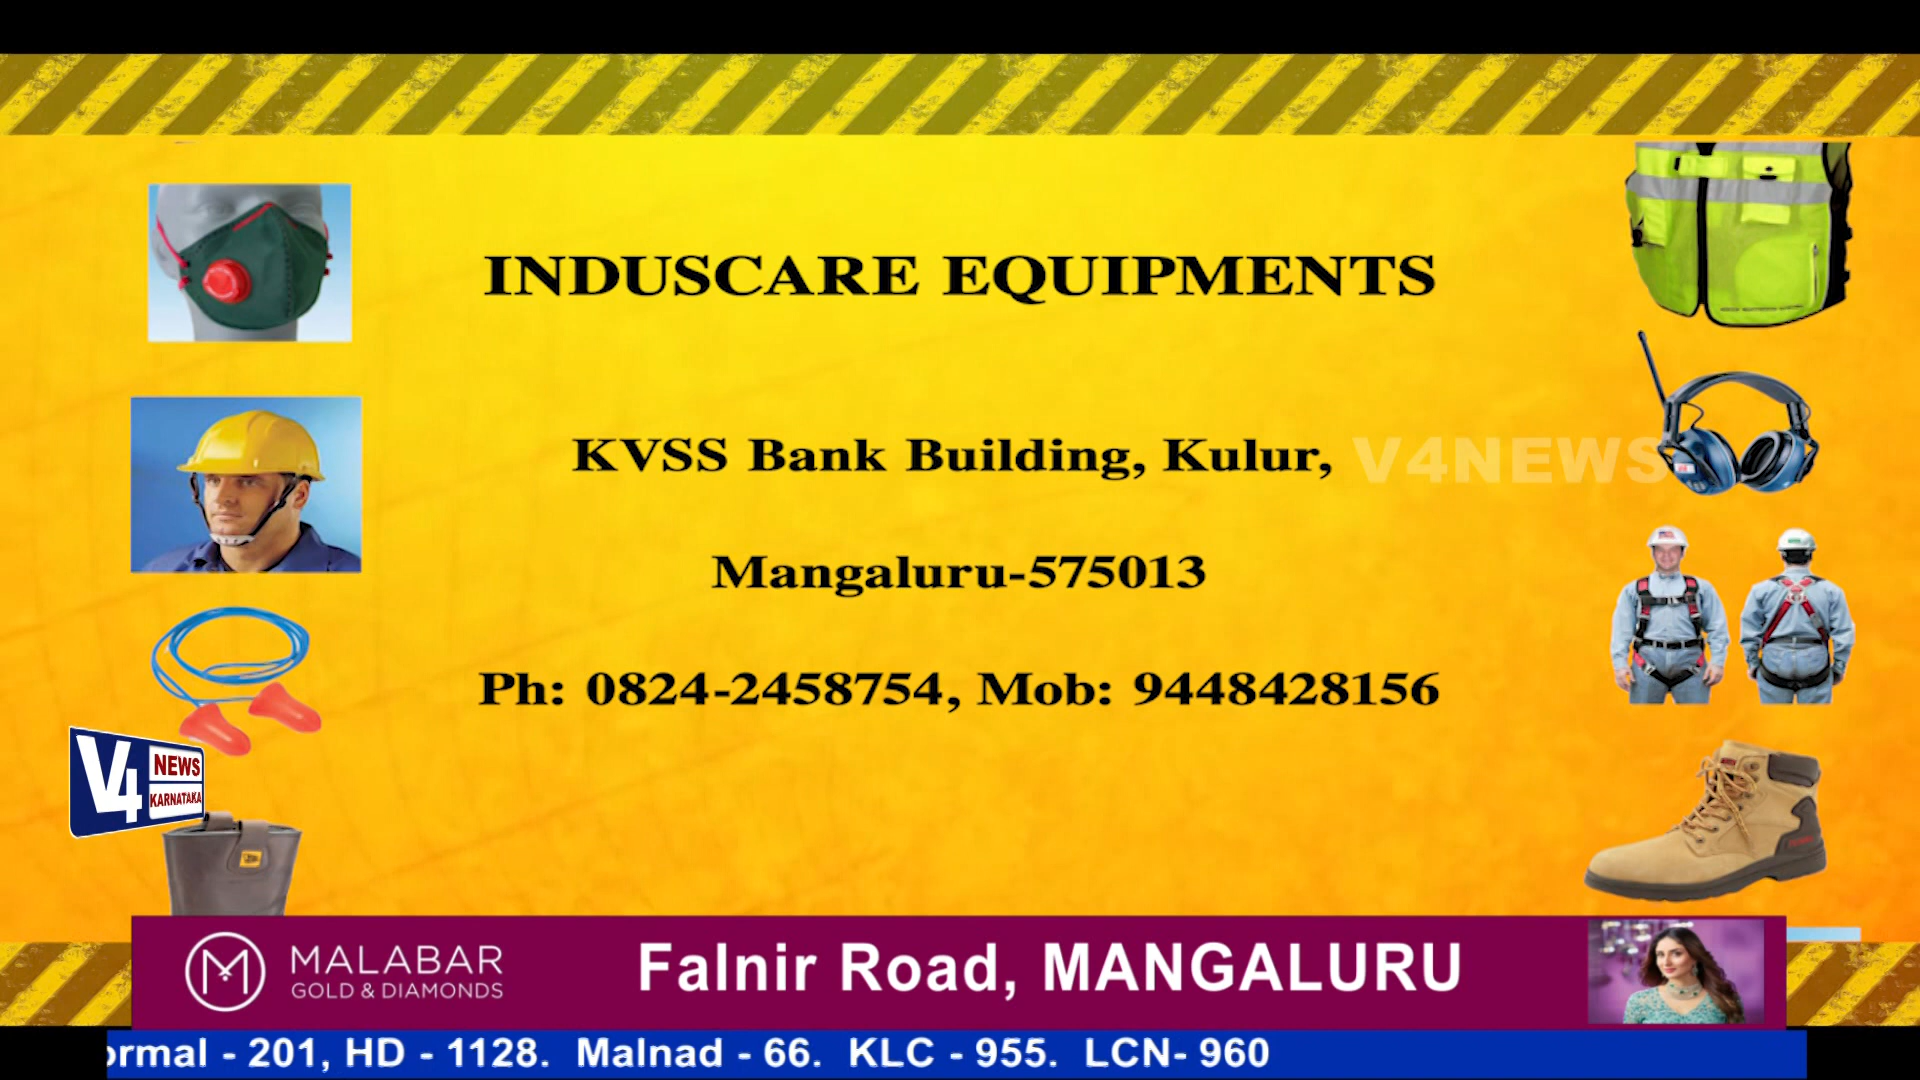 INDUSCARE EQUIPMENTS
KVSS Bank Building, Kulur,
V4NEWS
Mangaluru-575013
Ph: 0824-2458754, Mob: 9448428156
V4 NEWS
KARNATAKA
MALABAR
GOLD & DIAMONDS
Falnir Road, MANGALURU
ormal - 201, HD - 1128. Malnad - 66. KLC - 955. LCN- 960